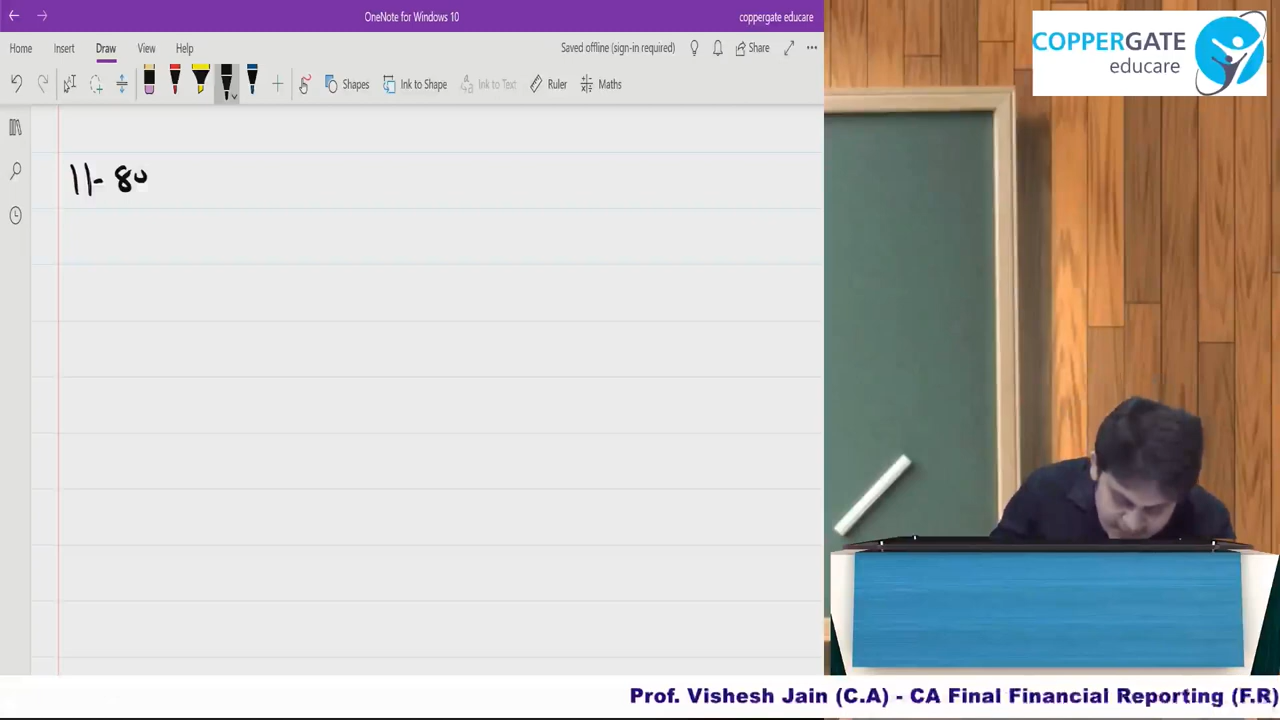 OneNote for Windows 10
coppergate educare
Home Insert Draw View Help
Saved offline (sign-in required)
Share
Shapes
Ink to Shape
Ink to Text
Ruler
Maths
COPPERGATE
educare
11- 80
Prof. Vishesh Jain (C.A) - CA Final Financial Reporting (F.R)